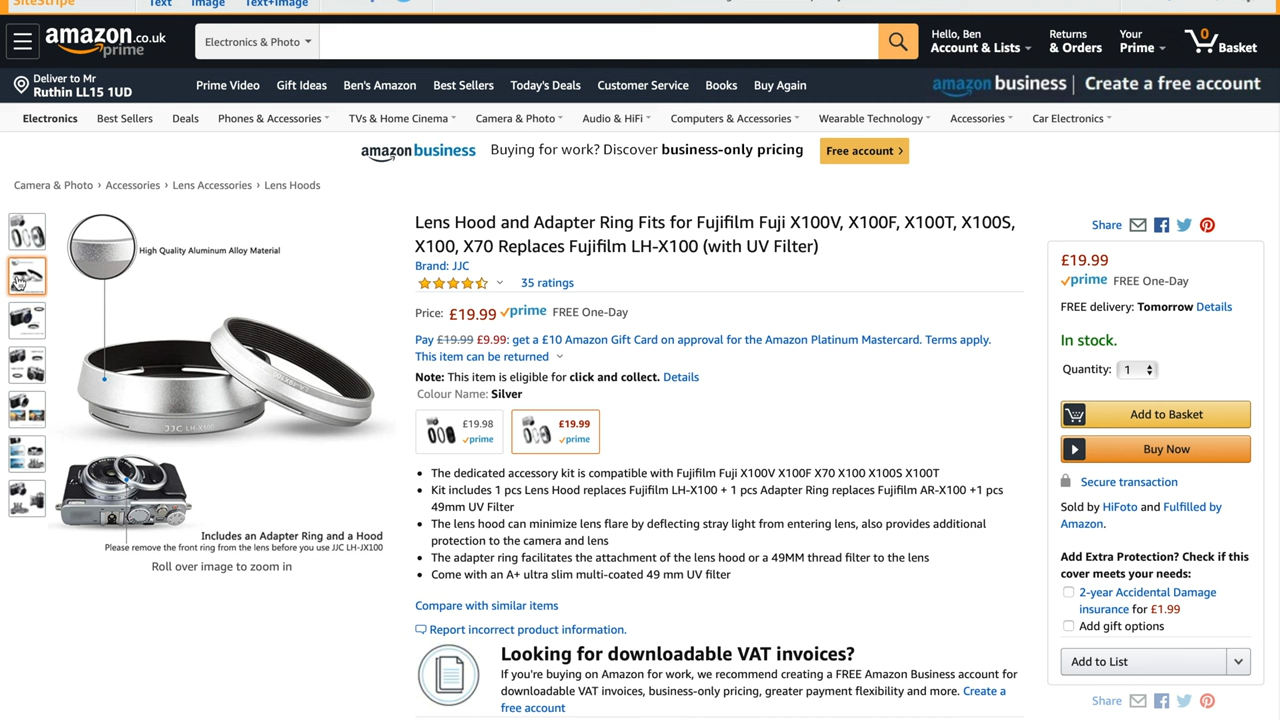 SiteStripe
Text Image Text+Image
amazon.co.uk
prime
Electronics & Photo
Hello, Ben
Account & Lists
Returns
& Orders
Your
Prime
0
Basket
Deliver to Mr
Ruthin LL15 1UD
Prime Video Gift Ideas Ben's Amazon Best Sellers Today's Deals Customer Service Books Buy Again
amazon business | Create a free account
Electronics Best Sellers Deals Phones & Accessories TVs & Home Cinema Camera & Photo Audio & HiFi Computers & Accessories Wearable Technology Accessories Car Electronics
amazon business Buying for work? Discover business-only pricing Free account ›
Camera & Photo › Accessories › Lens Accessories › Lens Hoods
High Quality Aluminum Alloy Material
JJC LH-X100
Includes an Adapter Ring and a Hood
Please remove the front ring from the lens before you use JJC LH-JX100
Roll over image to zoom in
Lens Hood and Adapter Ring Fits for Fujifilm Fuji X100V, X100F, X100T, X100S,
X100, X70 Replaces Fujifilm LH-X100 (with UV Filter)
Brand: JJC
35 ratings
Price: £19.99 prime FREE One-Day
Pay £19.99 £9.99: get a £10 Amazon Gift Card on approval for the Amazon Platinum Mastercard. Terms apply.
This item can be returned
Note: This item is eligible for click and collect. Details
Colour Name: Silver
£19.98
prime
£19.99
prime
• The dedicated accessory kit is compatible with Fujifilm Fuji X100V X100F X70 X100 X100S X100T
• Kit includes 1 pcs Lens Hood replaces Fujifilm LH-X100 + 1 pcs Adapter Ring replaces Fujifilm AR-X100 +1 pcs
49mm UV Filter
• The lens hood can minimize lens flare by deflecting stray light from entering lens, also provides additional
protection to the camera and lens
• The adapter ring facilitates the attachment of the lens hood or a 49MM thread filter to the lens
• Come with an A+ ultra slim multi-coated 49 mm UV filter
Compare with similar items
Report incorrect product information.
Looking for downloadable VAT invoices?
If you're buying on Amazon for work, we recommend creating a FREE Amazon Business account for
downloadable VAT invoices, business-only pricing, greater payment flexibility and more. Create a
free account
Share
£19.99
prime FREE One-Day
FREE delivery: Tomorrow Details
In stock.
Quantity: 1
Add to Basket
Buy Now
Secure transaction
Sold by HiFoto and Fulfilled by
Amazon.
Add Extra Protection? Check if this
cover meets your needs:
2-year Accidental Damage
insurance for £1.99
Add gift options
Add to List
Share